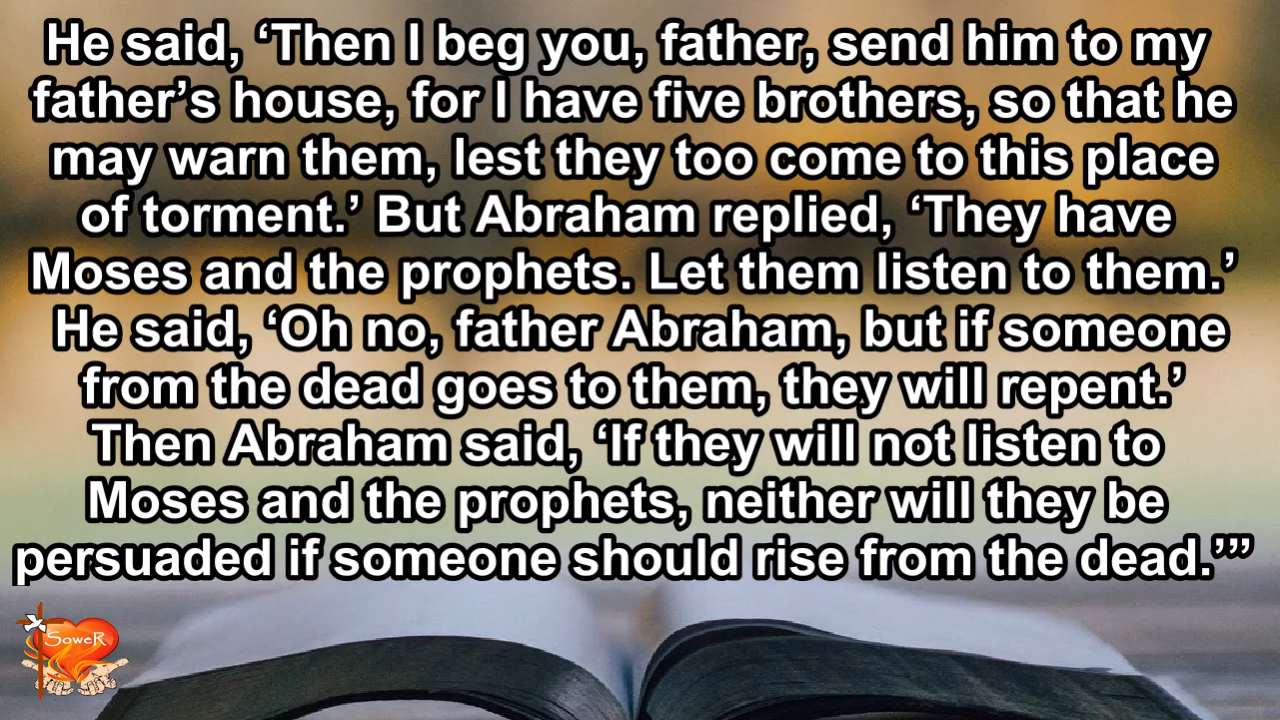 He said, ‘Then I beg you, father, send him to my
father’s house, for I have five brothers, so that he
may warn them, lest they too come to this place
of torment.’ But Abraham replied, ‘They have
Moses and the prophets. Let them listen to them.’
He said, ‘Oh no, father Abraham, but if someone
from the dead goes to them, they will repent.’
Then Abraham said, ‘If they will not listen to
Moses and the prophets, neither will they be
persuaded if someone should rise from the dead.’”
SoweR